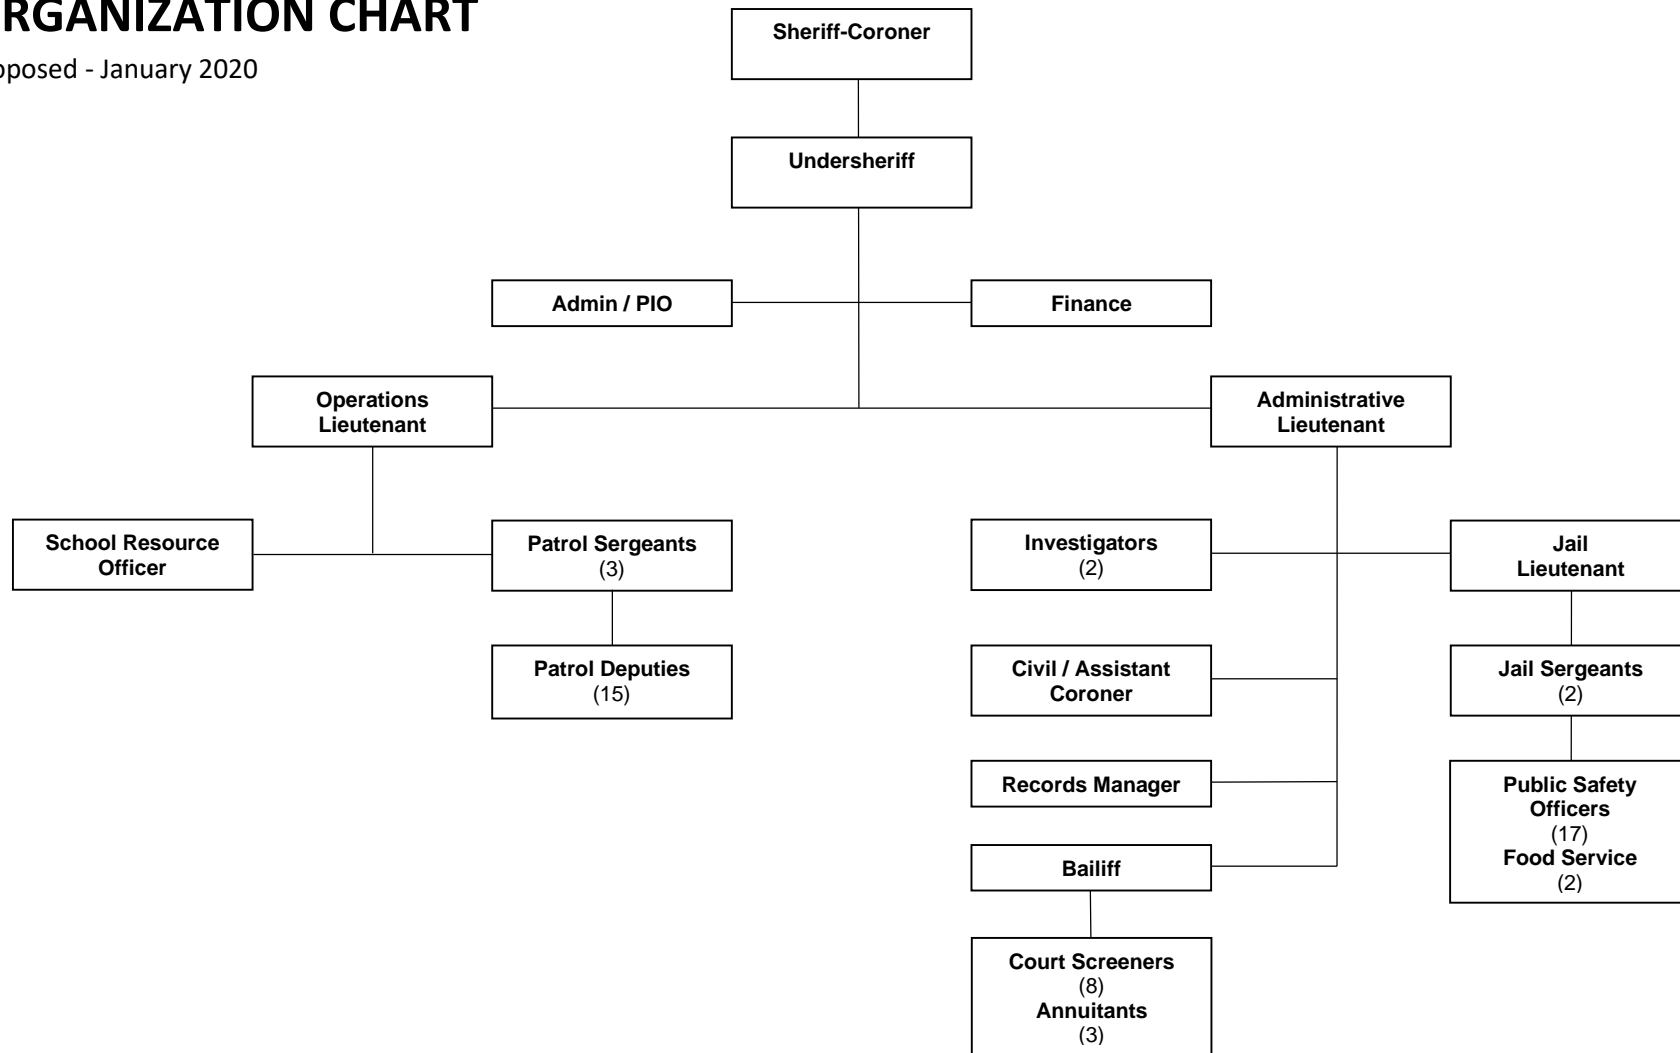 RGANIZATION CHART
posed - January 2020
Sheriff-Coroner
Undersheriff
Admin / PIO
Finance
Operations
Lieutenant
Administrative
Lieutenant
School Resource
Officer
Patrol Sergeants
(3)
Investigators
(2)
Jail
Lieutenant
Patrol Deputies
(15)
Civil / Assistant
Coroner
Jail Sergeants
(2)
Records Manager
Public Safety
Officers
(17)
Food Service
(2)
Bailiff
Court Screeners
(8)
Annuitants
(3)